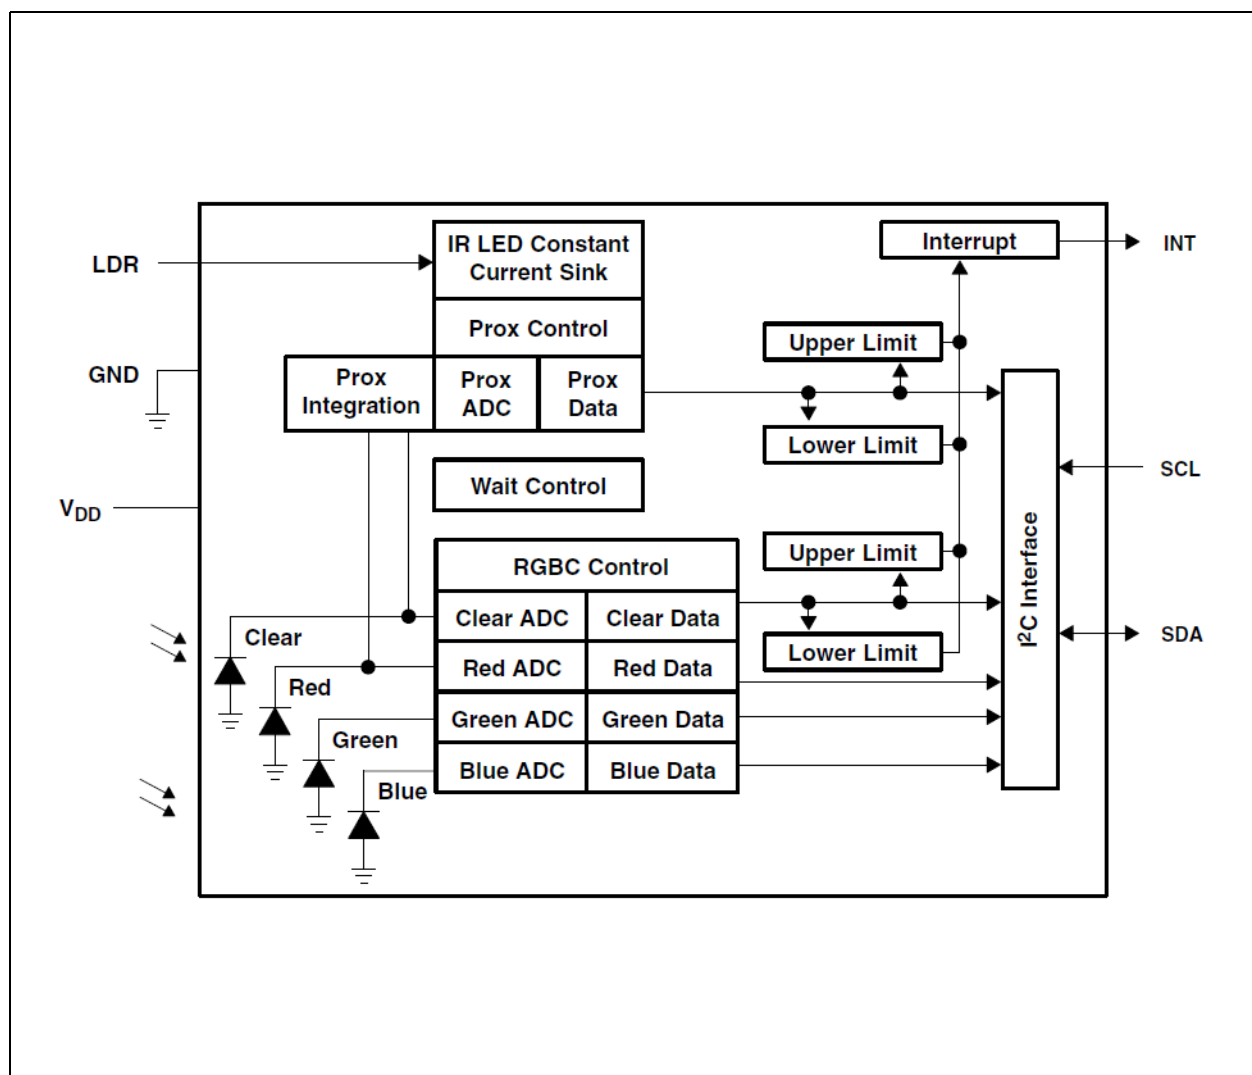 LDR
GND
VDD
IR LED Constant
Current Sink
Prox Control
Prox
Integration
Prox
ADC
Prox
Data
Wait Control
RGBC Control
Clear ADC
Clear Data
Red ADC
Red Data
Green ADC
Green Data
Blue ADC
Blue Data
Clear
Red
Green
Blue
Interrupt
Upper Limit
Lower Limit
Upper Limit
Lower Limit
I²C Interface
INT
SCL
SDA